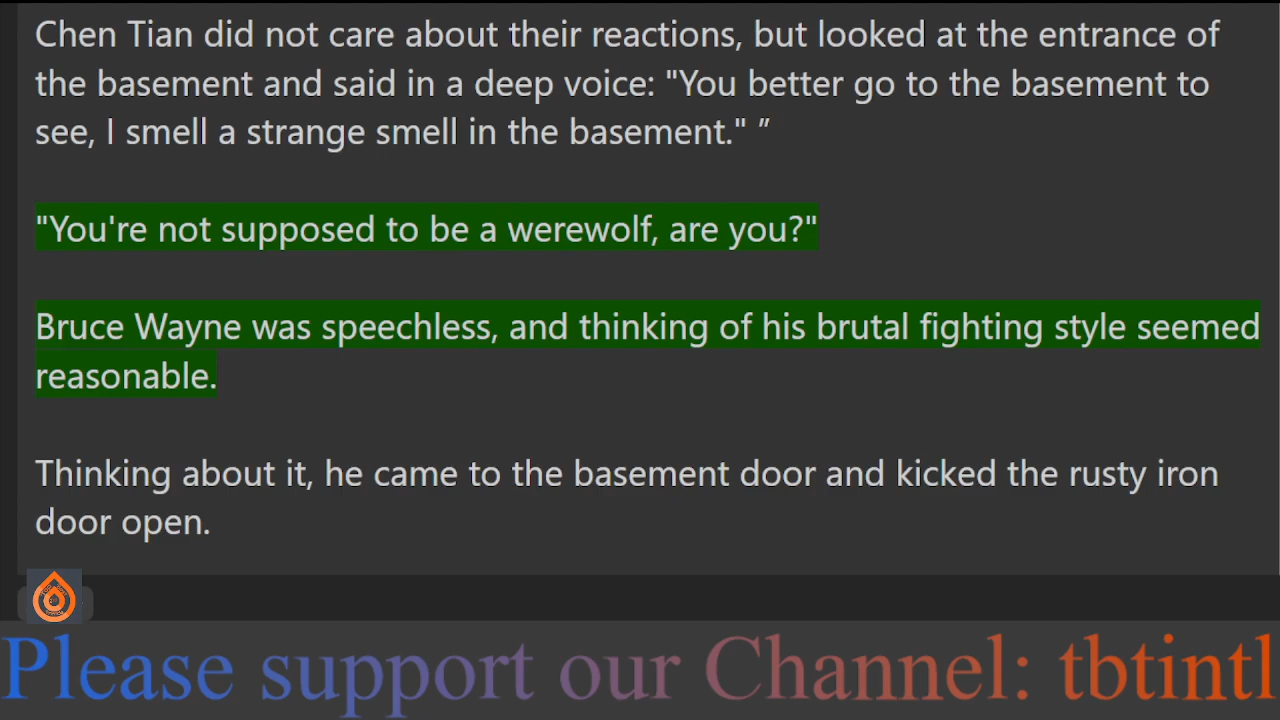 Chen Tian did not care about their reactions, but looked at the entrance of
the basement and said in a deep voice: "You better go to the basement to
see, I smell a strange smell in the basement." ”
"You're not supposed to be a werewolf, are you?"
Bruce Wayne was speechless, and thinking of his brutal fighting style seemed
reasonable.
Thinking about it, he came to the basement door and kicked the rusty iron
door open.
Please support our Channel: tbtintl